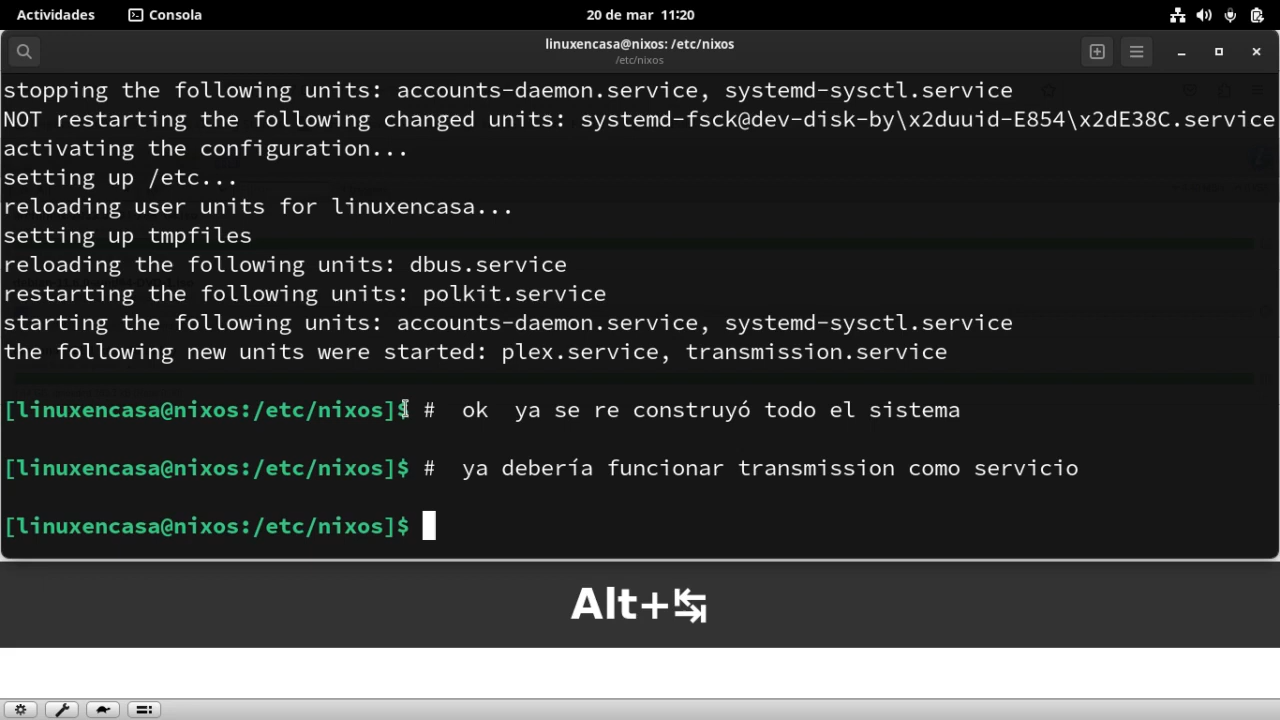 Actividades Consola 20 de mar 11:20
linuxencasa@nixos: /etc/nixos
/etc/nixos
stopping the following units: accounts-daemon.service, systemd-sysctl.service
NOT restarting the following changed units: systemd-fsck@dev-disk-by\x2duuid-E854\x2dE38C.service
activating the configuration...
setting up /etc...
reloading user units for linuxencasa...
setting up tmpfiles
reloading the following units: dbus.service
restarting the following units: polkit.service
starting the following units: accounts-daemon.service, systemd-sysctl.service
the following new units were started: plex.service, transmission.service
[linuxencasa@nixos:/etc/nixos]$ # ok ya se re construyó todo el sistema
[linuxencasa@nixos:/etc/nixos]$ # ya debería funcionar transmission como servicio
[linuxencasa@nixos:/etc/nixos]$
Alt+↹